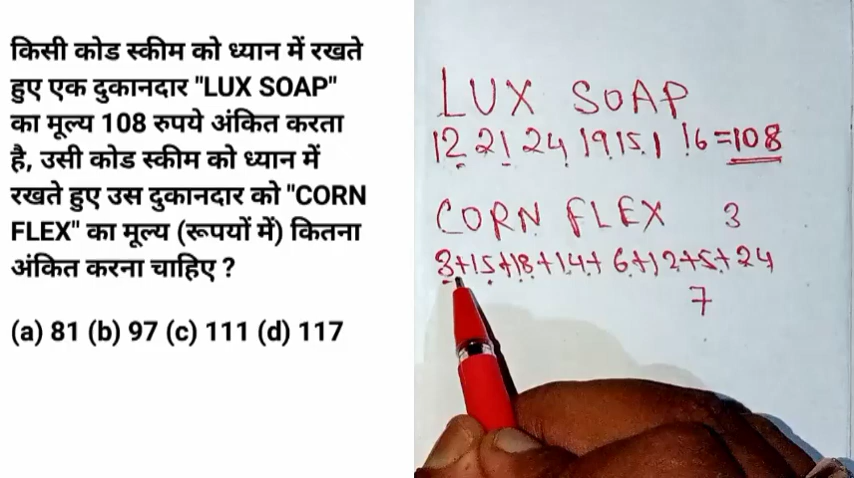 किसी कोड स्कीम को ध्यान में रखते
हुए एक दुकानदार "LUX SOAP"
का मूल्य 108 रुपये अंकित करता
है, उसी कोड स्कीम को ध्यान में
रखते हुए उस दुकानदार को "CORN
FLEX" का मूल्य (रूपयों में) कितना
अंकित करना चाहिए ?
(a) 81 (b) 97 (c) 111 (d) 117
LUX SOAP
12 21 24 19 15 1 16 = 108
CORN FLEX 3
3+15+18+14+ 6+12+5+24
7